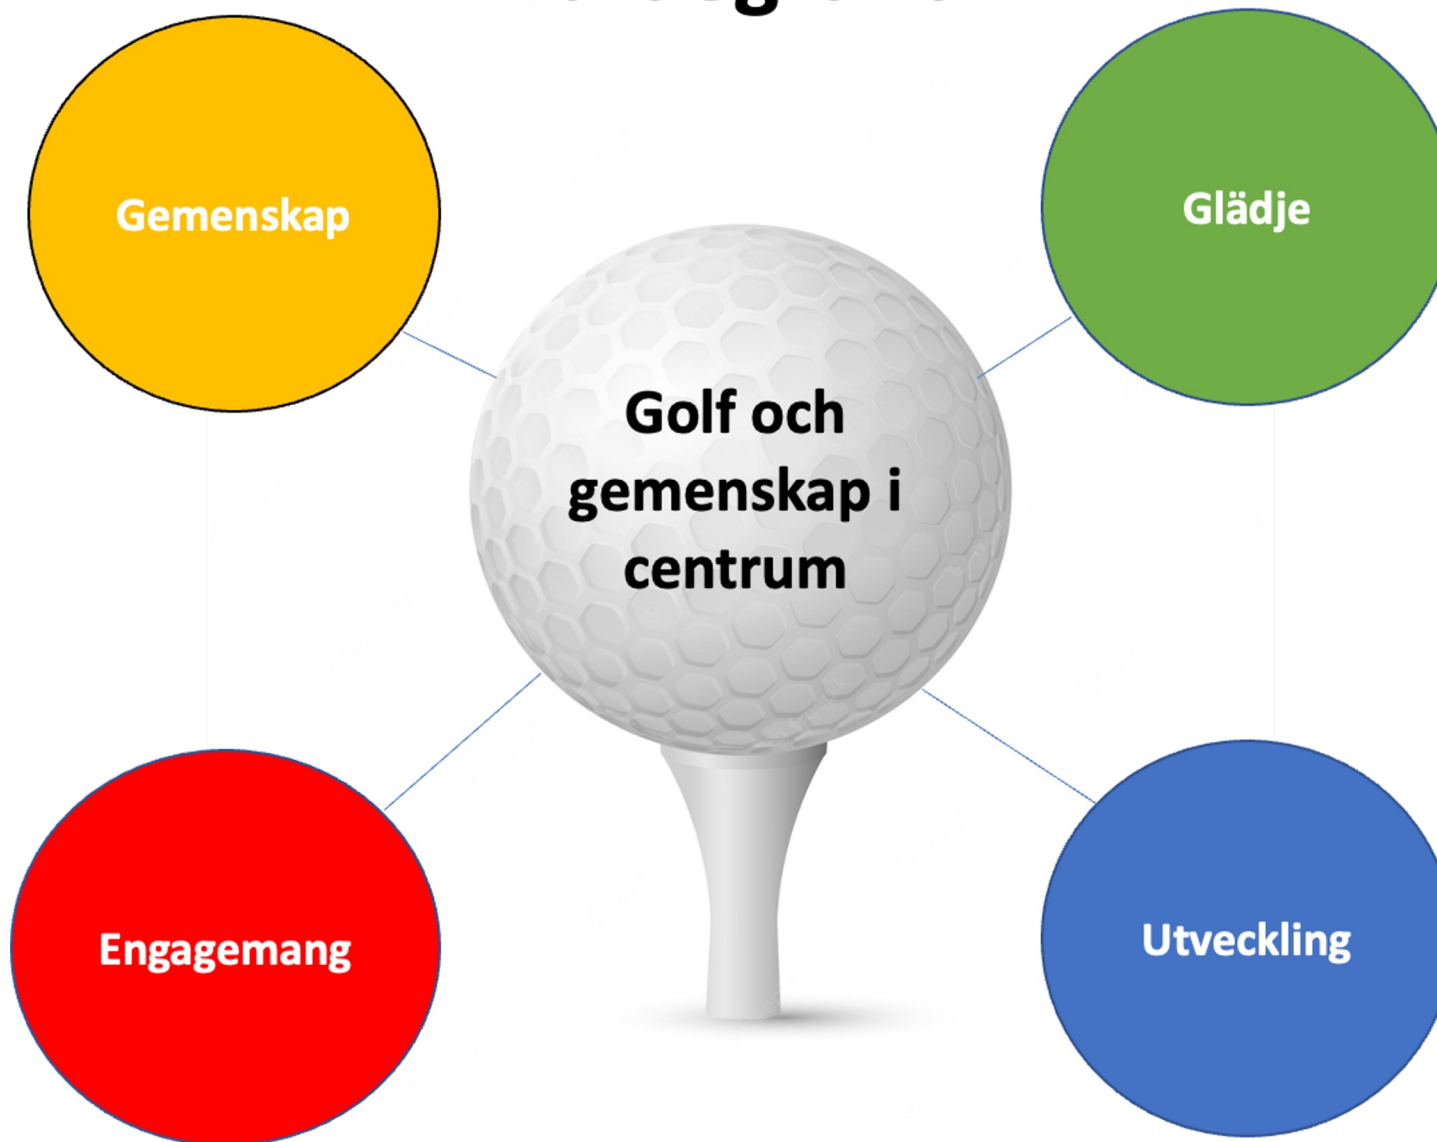 Gemenskap
Glädje
Golf och
gemenskap i
centrum
Engagemang
Utveckling